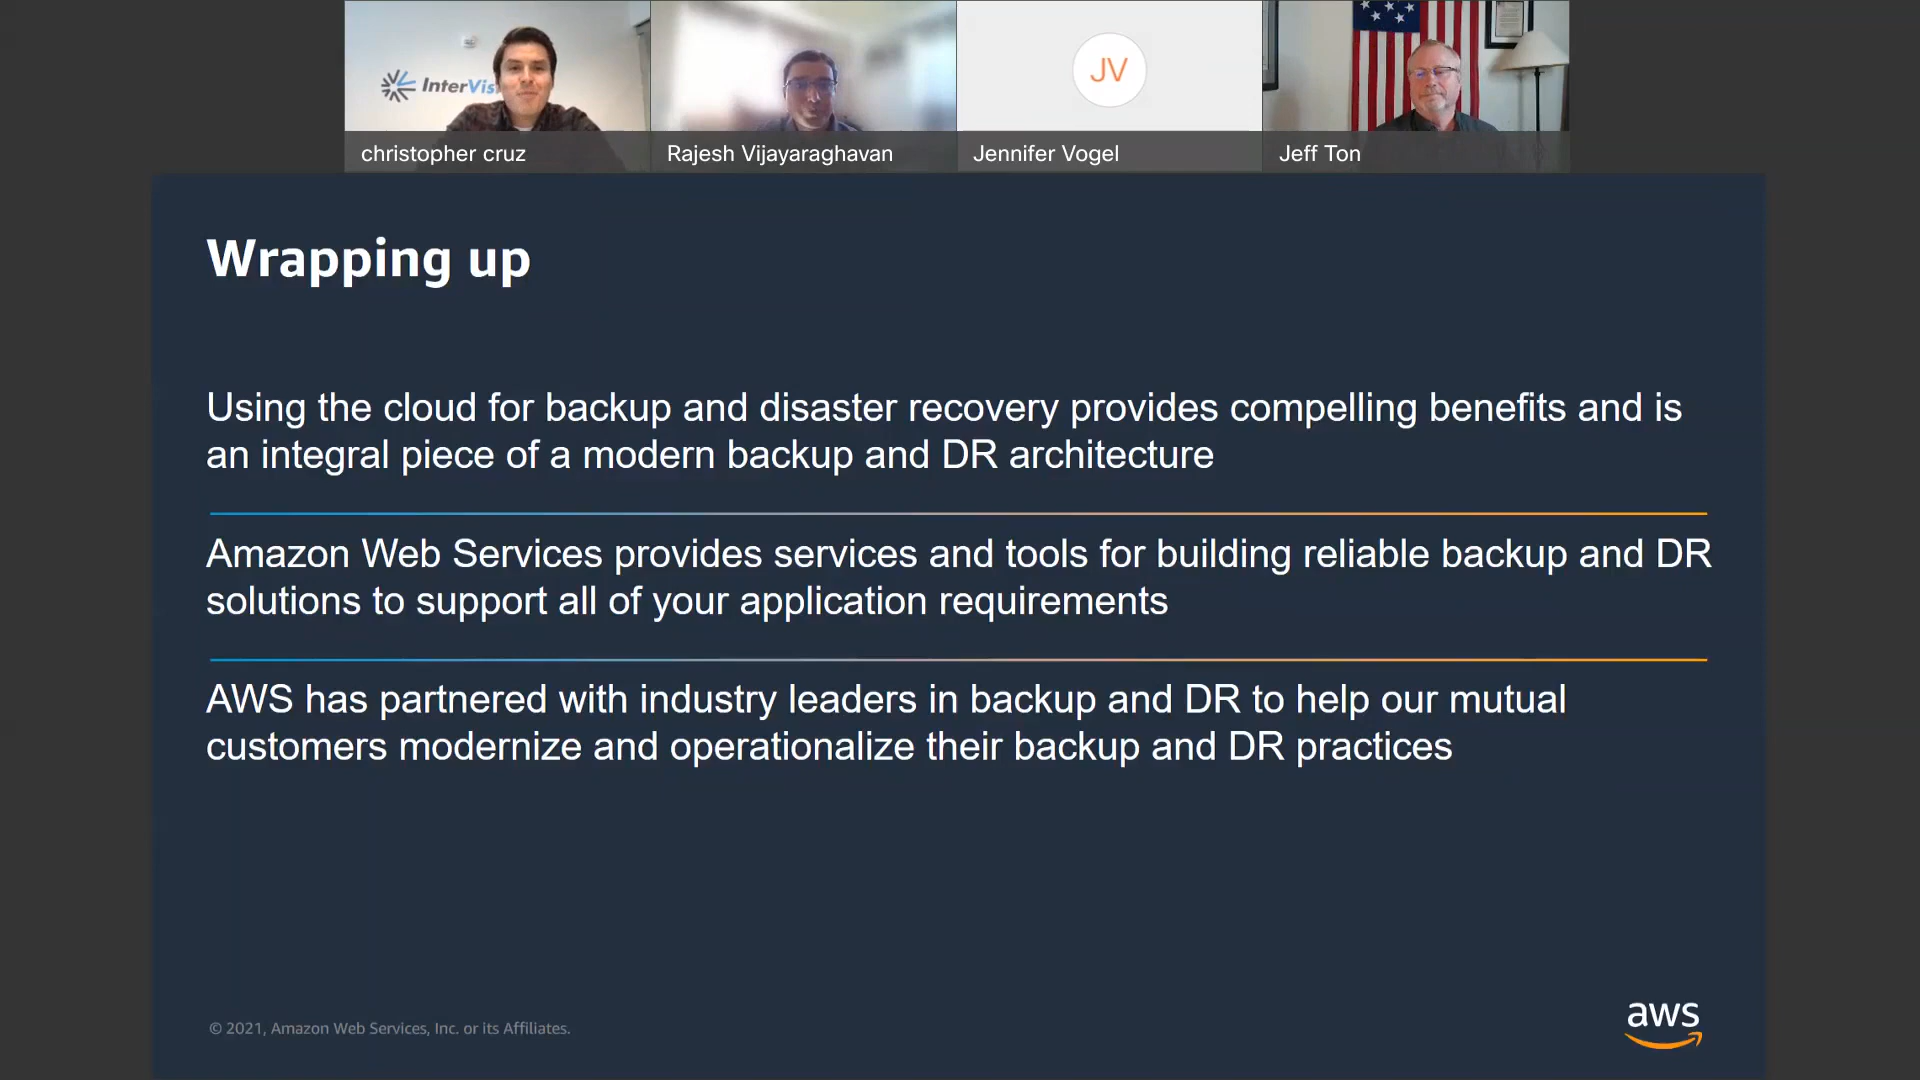 InterVis
JV
christopher cruz
Rajesh Vijayaraghavan
Jennifer Vogel
Jeff Ton
Wrapping up
Using the cloud for backup and disaster recovery provides compelling benefits and is
an integral piece of a modern backup and DR architecture
Amazon Web Services provides services and tools for building reliable backup and DR
solutions to support all of your application requirements
AWS has partnered with industry leaders in backup and DR to help our mutual
customers modernize and operationalize their backup and DR practices
© 2021, Amazon Web Services, Inc. or its Affiliates.
aws